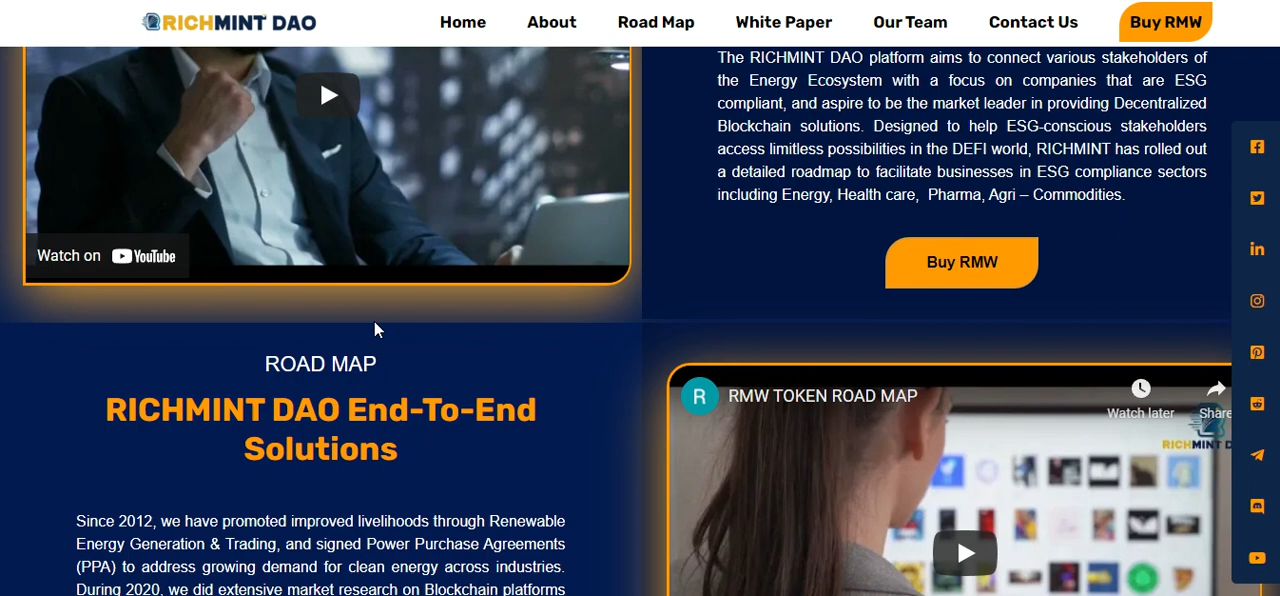 RICHMINT DAO
Home
About
Road Map
White Paper
Our Team
Contact Us
Buy RMW
The RICHMINT DAO platform aims to connect various stakeholders of
the Energy Ecosystem with a focus on companies that are ESG
compliant, and aspire to be the market leader in providing Decentralized
Blockchain solutions. Designed to help ESG-conscious stakeholders
access limitless possibilities in the DEFI world, RICHMINT has rolled out
a detailed roadmap to facilitate businesses in ESG compliance sectors
including Energy, Health care, Pharma, Agri – Commodities.
Watch on YouTube
Buy RMW
ROAD MAP
RICHMINT DAO End-To-End
Solutions
Since 2012, we have promoted improved livelihoods through Renewable
Energy Generation & Trading, and signed Power Purchase Agreements
(PPA) to address growing demand for clean energy across industries.
During 2020, we did extensive market research on Blockchain platforms
R
RMW TOKEN ROAD MAP
Watch later
Share
RICHMINT D